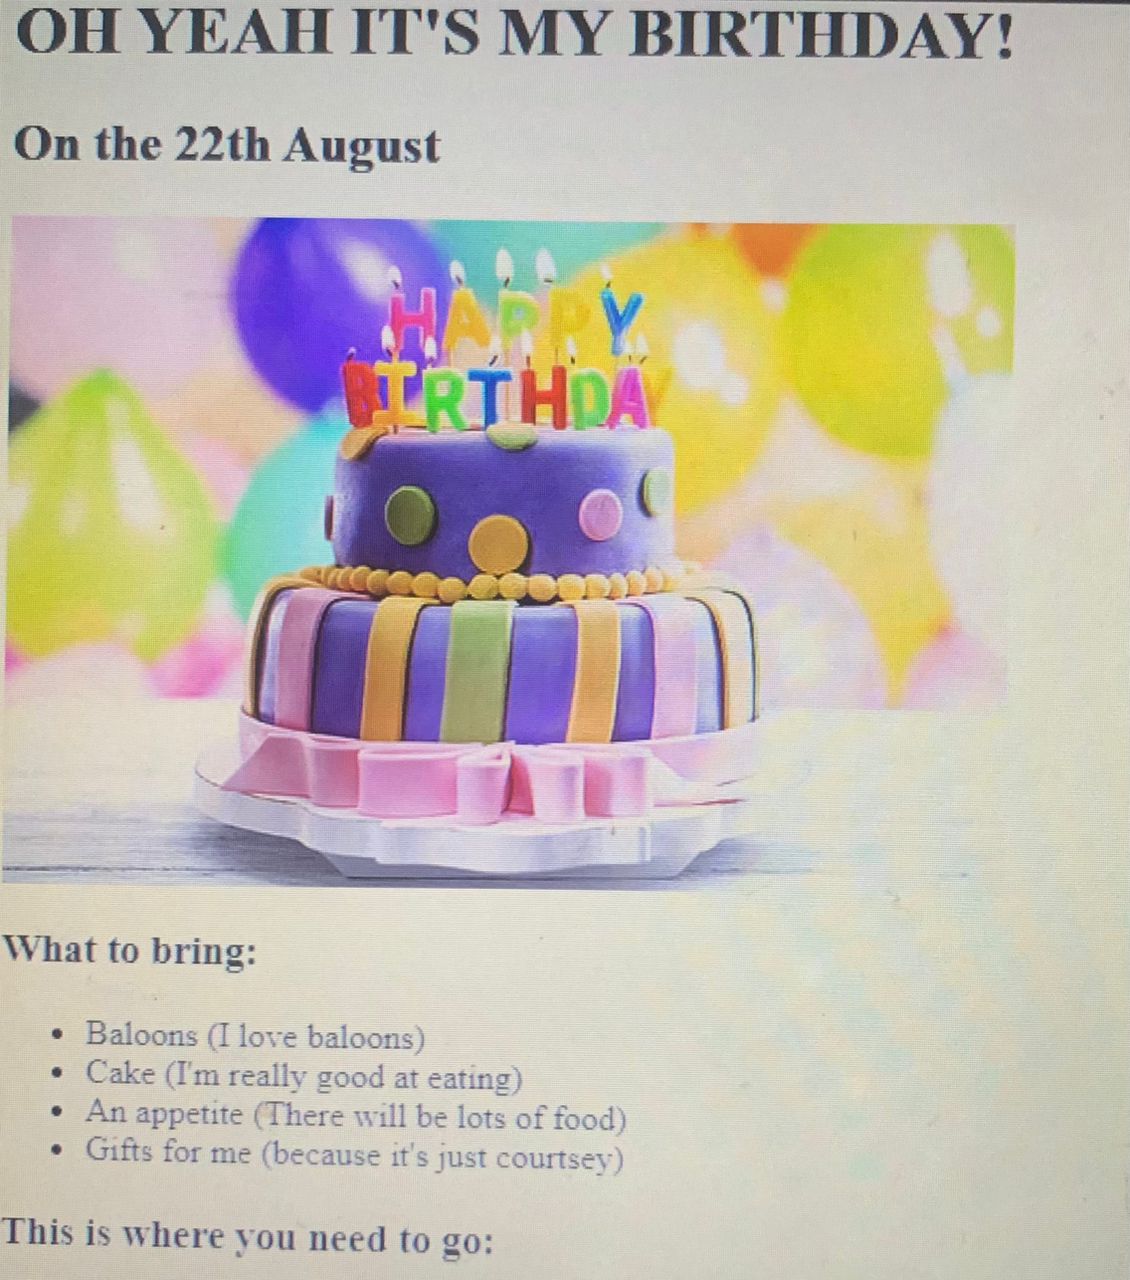 OH YEAH IT'S MY BIRTHDAY!
On the 22th August
HAPPY
BIRTHDAY
What to bring:
• Baloons (I love baloons)
• Cake (I'm really good at eating)
• An appetite (There will be lots of food)
• Gifts for me (because it's just courtsey)
This is where you need to go: